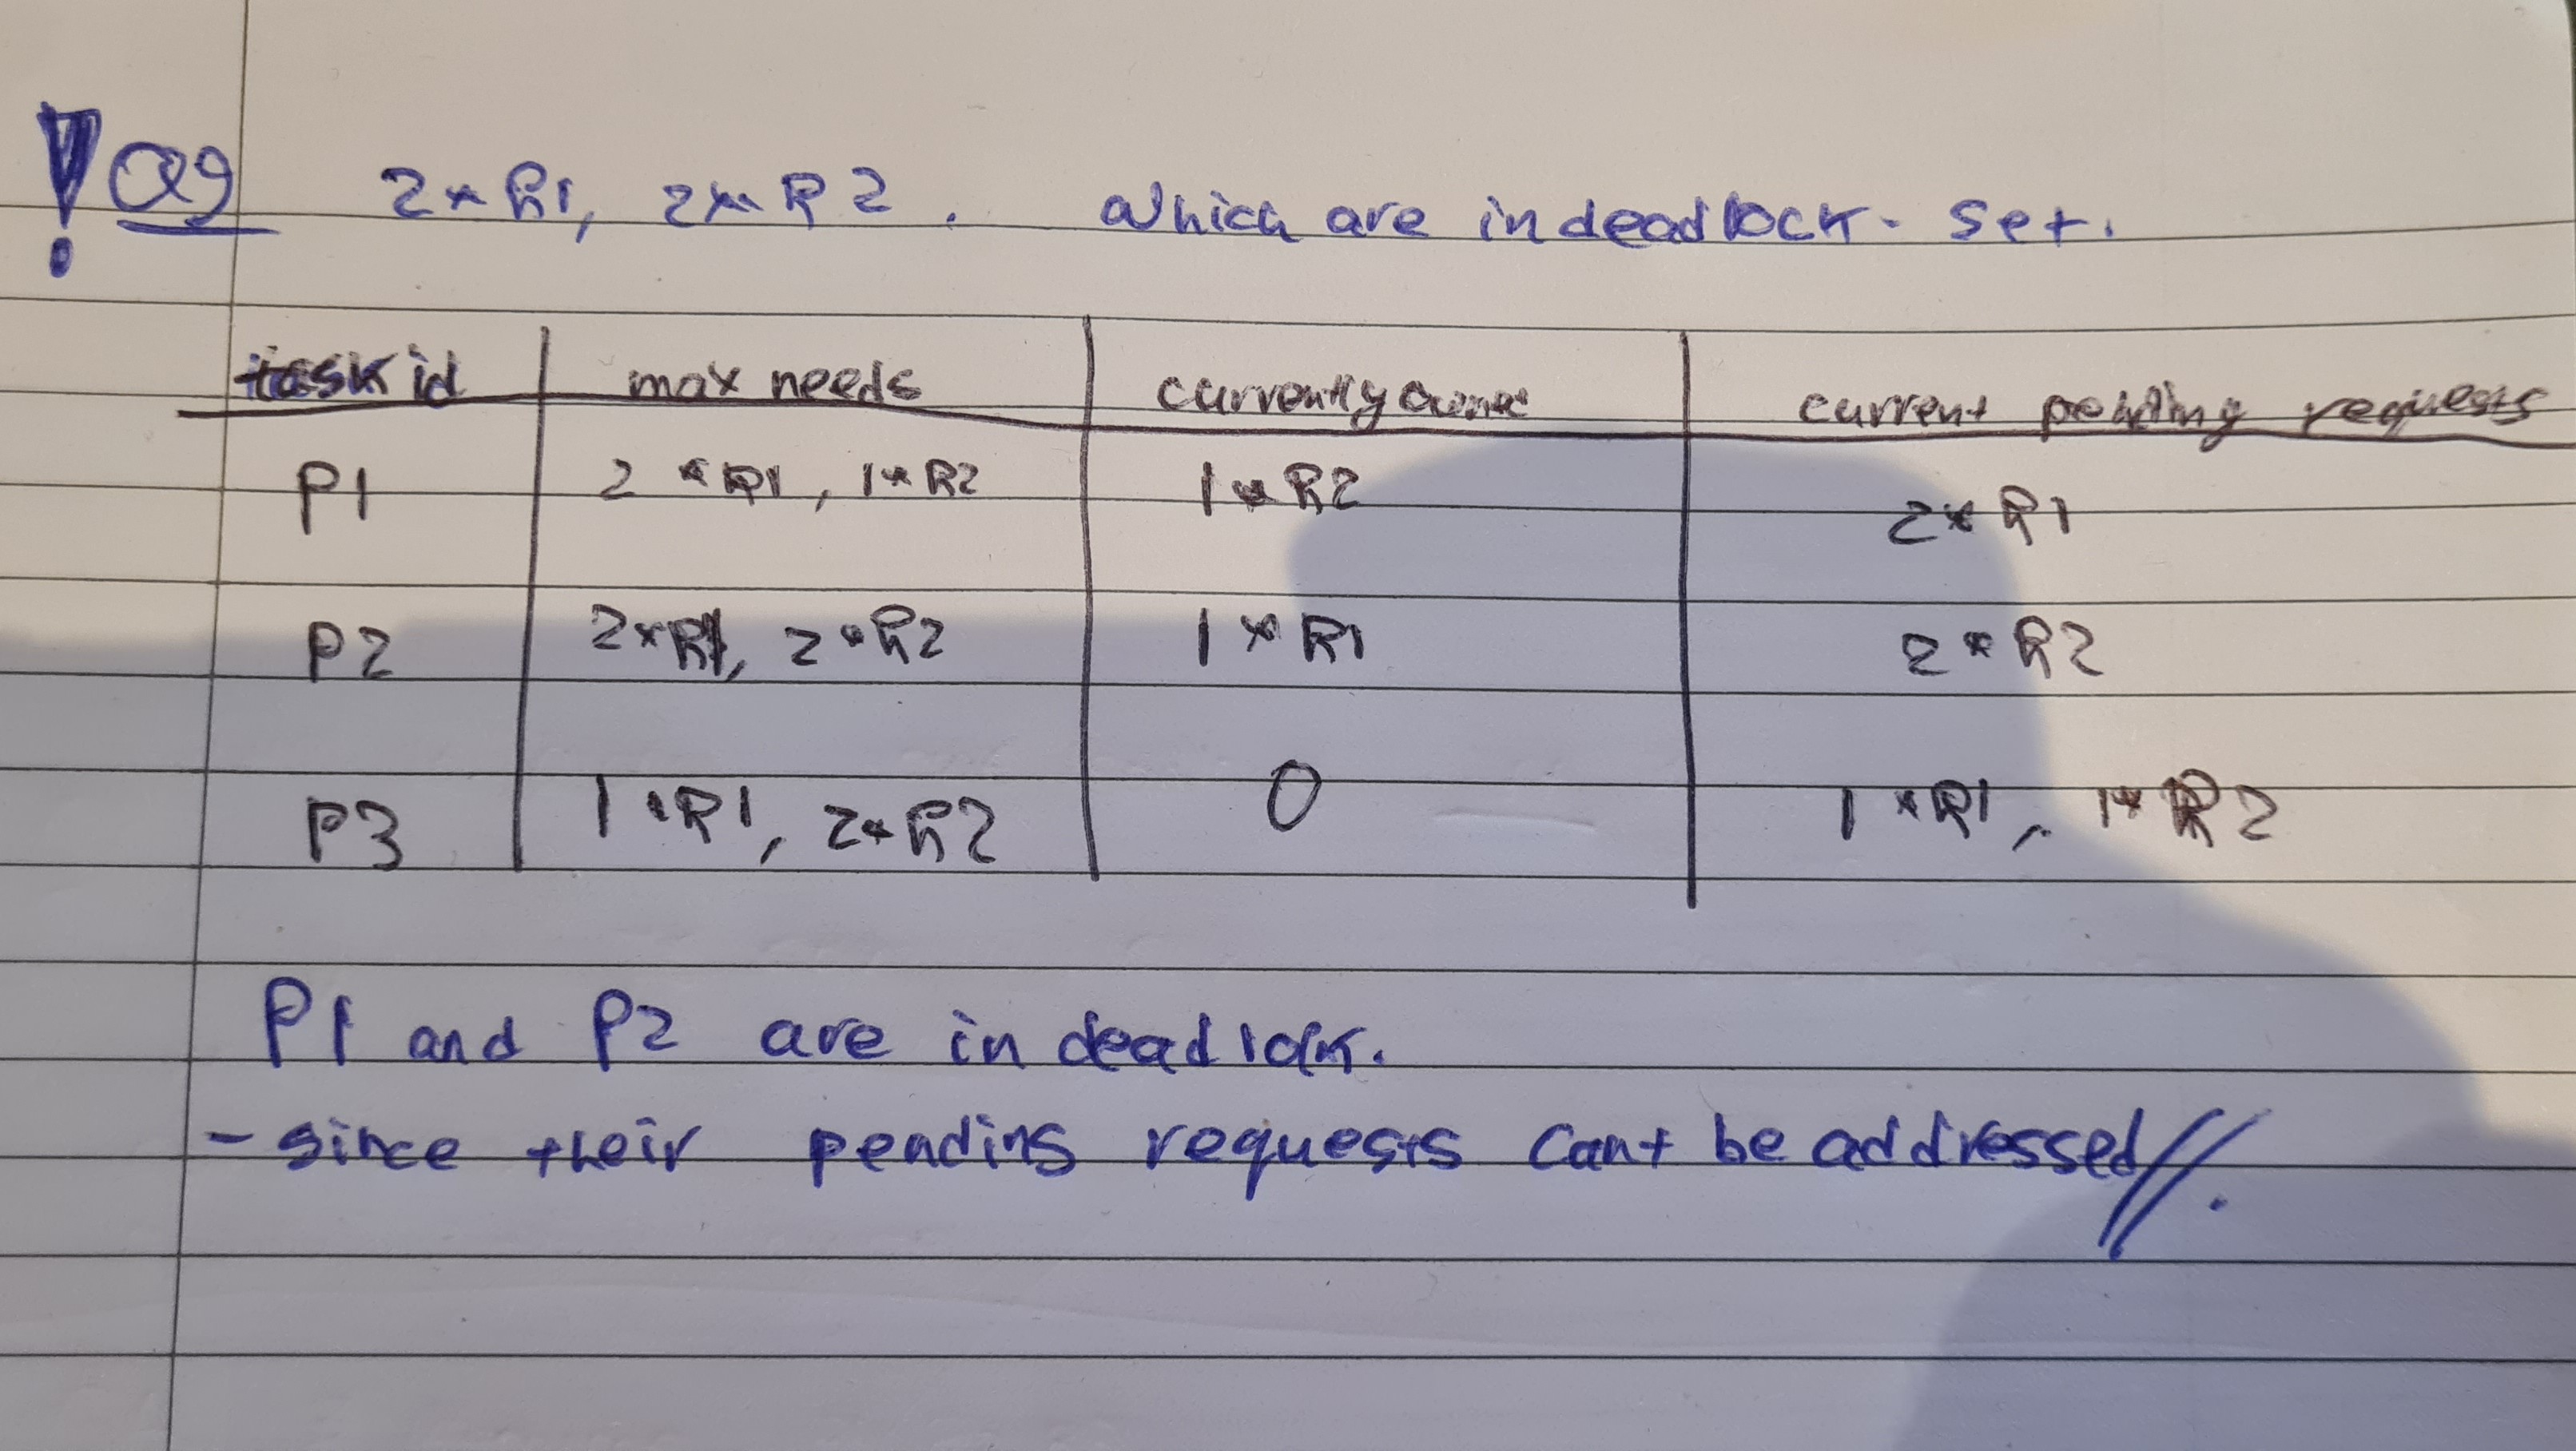 ! Q9 2*R1, 2*R2. Which are in deadlock. Set.
task id | max needs | currently owned | current pending requests
P1 | 2*R1, 1*R2 | 1*R2 | 2*R1
P2 | 2*R1, 2*R2 | 1*R1 | 2*R2
P3 | 1*R1, 2*R2 | 0 | 1*R1, 1*R2
P1 and P2 are in deadlock.
- since their pending requests cant be addressed//.